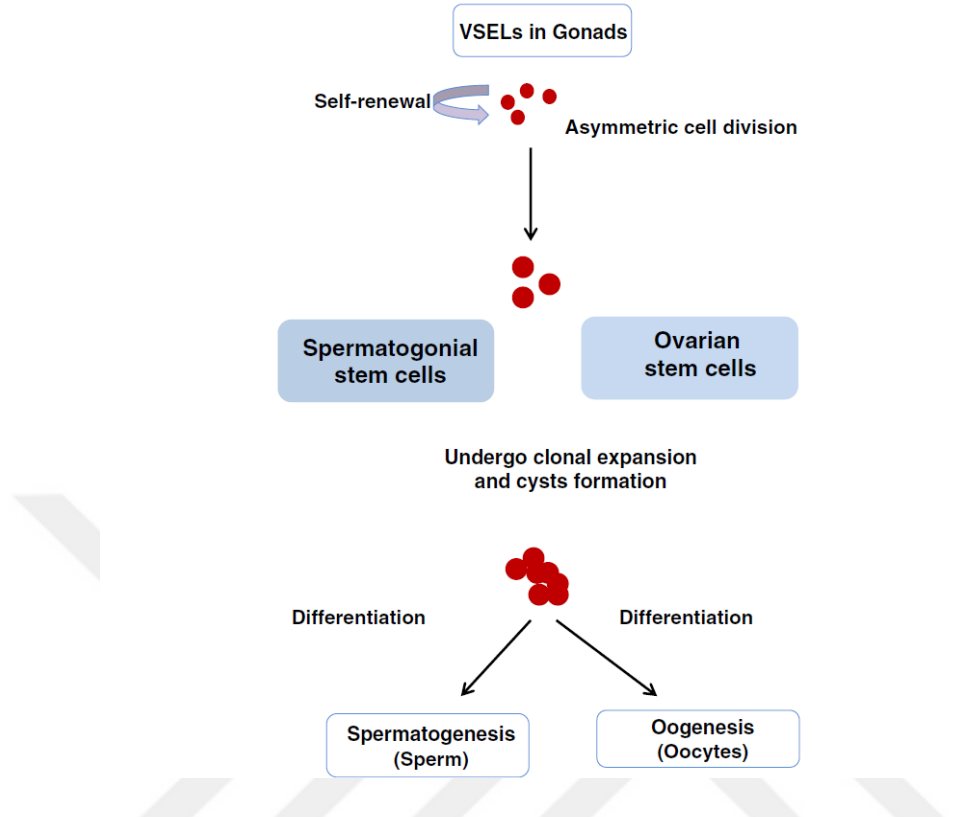 VSELs in Gonads
Self-renewal
Asymmetric cell division
Spermatogonial
stem cells
Ovarian
stem cells
Undergo clonal expansion
and cysts formation
Differentiation
Differentiation
Spermatogenesis
(Sperm)
Oogenesis
(Oocytes)